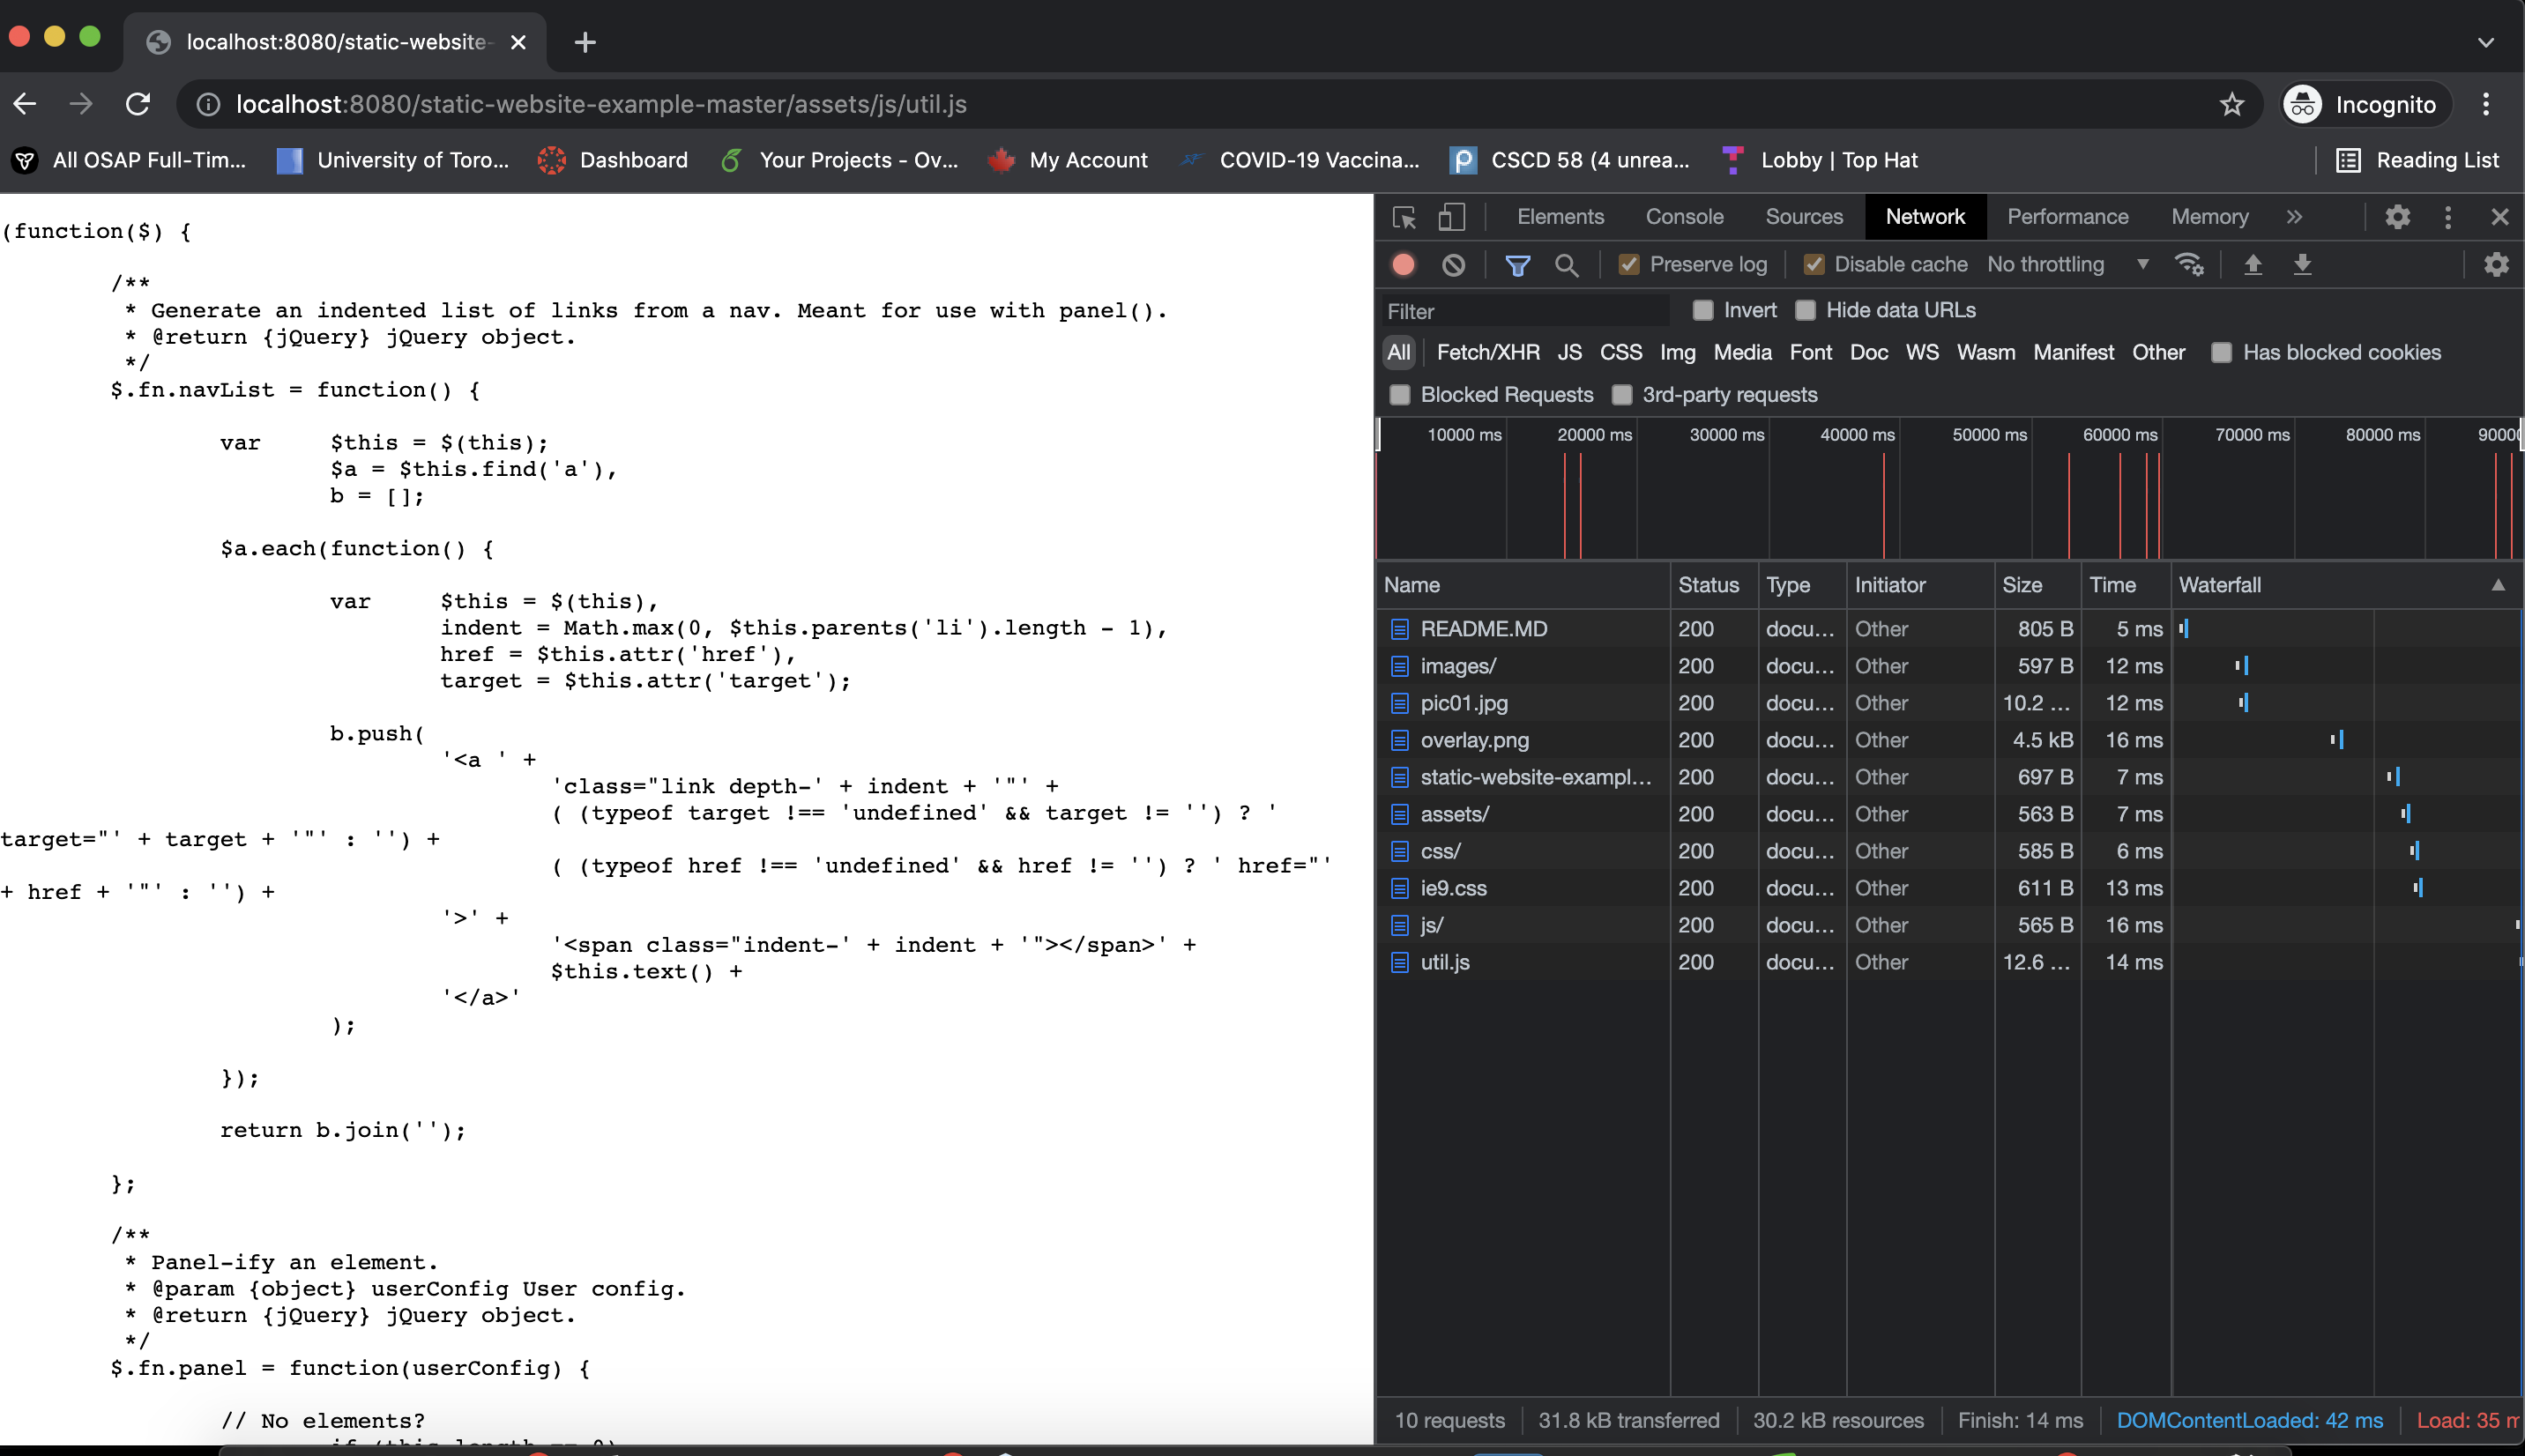 localhost:8080/static-website-
localhost:8080/static-website-example-master/assets/js/util.js
Incognito
All OSAP Full-Tim...
University of Toro...
Dashboard
Your Projects - Ov...
My Account
COVID-19 Vaccina...
CSCD 58 (4 unrea...
Lobby | Top Hat
Reading List
(function($) {
/**
* Generate an indented list of links from a nav. Meant for use with panel().
* @return {jQuery} jQuery object.
*/
$.fn.navList = function() {
var $this = $(this);
$a = $this.find('a'),
b = [];
$a.each(function() {
var $this = $(this),
indent = Math.max(0, $this.parents('li').length - 1),
href = $this.attr('href'),
target = $this.attr('target');
b.push(
'<a ' +
'class="link depth-' + indent + '"' +
( (typeof target !== 'undefined' && target != '') ? '
target="' + target + '"' : '') +
( (typeof href !== 'undefined' && href != '') ? ' href="'
+ href + '"' : '') +
'>' +
'<span class="indent-' + indent + '"></span>' +
$this.text() +
'</a>'
);
});
return b.join('');
};
/**
* Panel-ify an element.
* @param {object} userConfig User config.
* @return {jQuery} jQuery object.
*/
$.fn.panel = function(userConfig) {
// No elements?
Elements Console Sources Network Performance Memory
Preserve log Disable cache No throttling
Filter Invert Hide data URLs
All Fetch/XHR JS CSS Img Media Font Doc WS Wasm Manifest Other Has blocked cookies
Blocked Requests 3rd-party requests
10000 ms 20000 ms 30000 ms 40000 ms 50000 ms 60000 ms 70000 ms 80000 ms 9000
Name Status Type Initiator Size Time Waterfall
README.MD 200 docu... Other 805 B 5 ms
images/ 200 docu... Other 597 B 12 ms
pic01.jpg 200 docu... Other 10.2 ... 12 ms
overlay.png 200 docu... Other 4.5 kB 16 ms
static-website-exampl... 200 docu... Other 697 B 7 ms
assets/ 200 docu... Other 563 B 7 ms
css/ 200 docu... Other 585 B 6 ms
ie9.css 200 docu... Other 611 B 13 ms
js/ 200 docu... Other 565 B 16 ms
util.js 200 docu... Other 12.6 ... 14 ms
10 requests 31.8 kB transferred 30.2 kB resources Finish: 14 ms DOMContentLoaded: 42 ms Load: 35 m